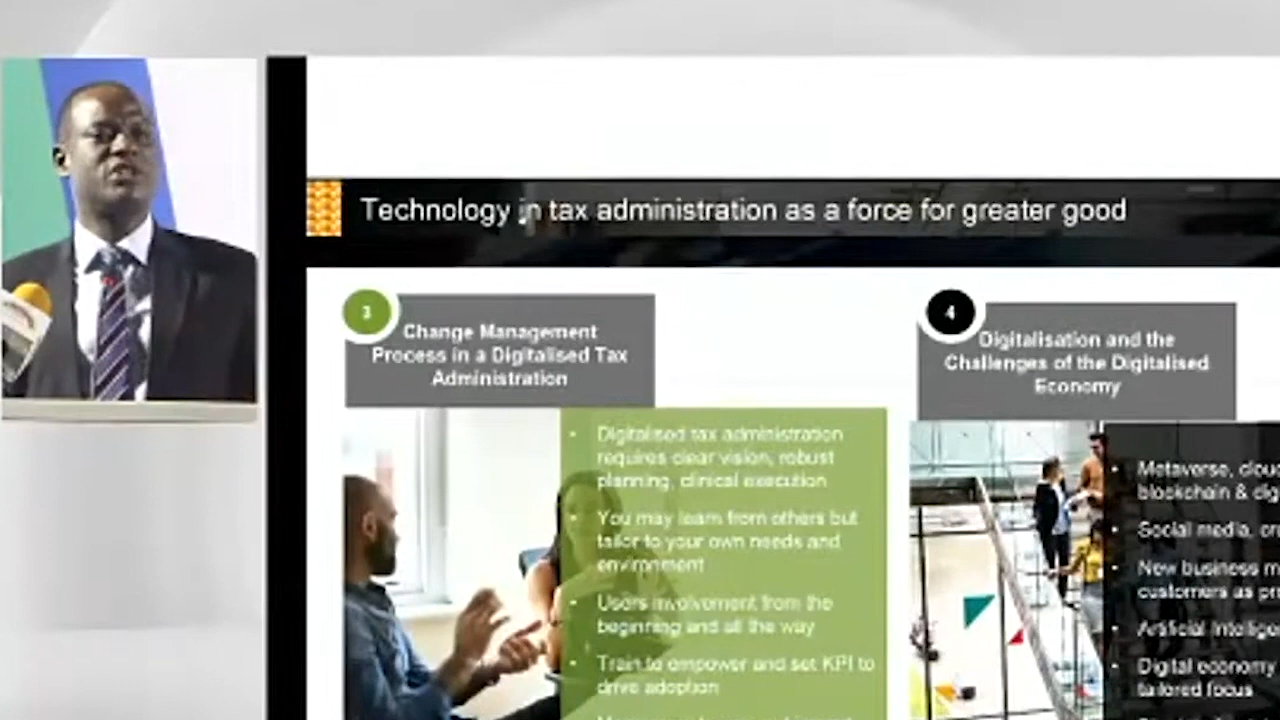 Technology in tax administration as a force for greater good
3
Change Management
Process in a Digitalised Tax
Administration
Digitalised tax administration
requires clear vision, robust
planning, clinical execution
You may learn from others but
tailor to your own needs and
environment
Users involvement from the
beginning and all the way
Train to empower and set KPI to
drive adoption
4
Digitalisation and the
Challenges of the Digitalised
Economy
Metaverse,
blockchain &
Social media,
New business
customers as
Artificial
Digital economy
tailored focus